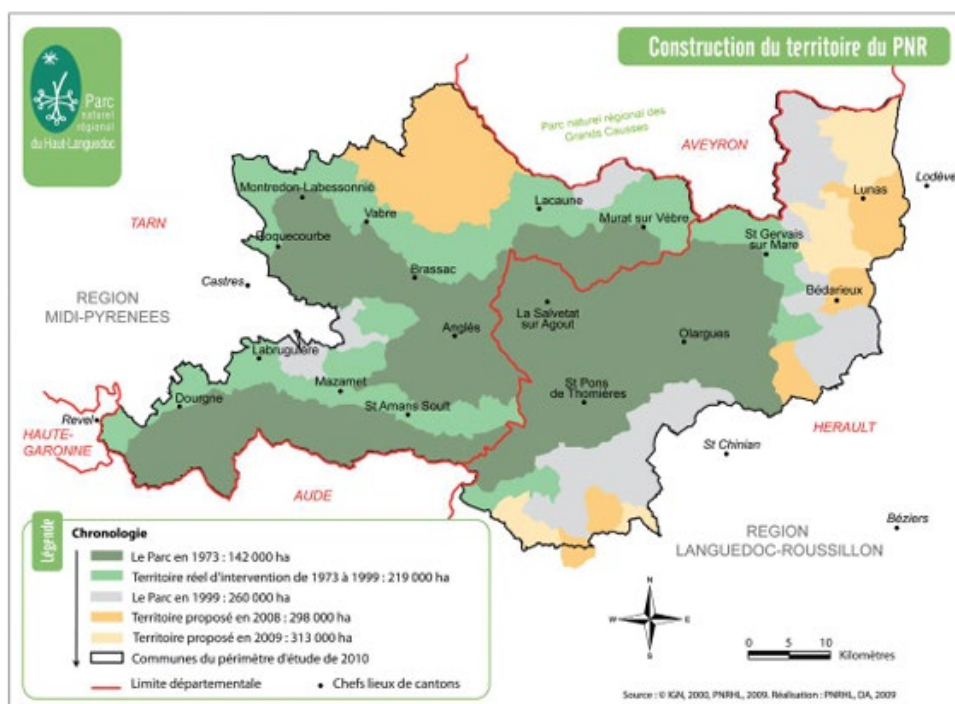 Construction du territoire du PNR
Parc
naturel
régional
du Haut-Languedoc
Parc naturel régional des
Grands Causses
AVEYRON
Lodève
TARN
Montredon-Labessonnié
Vabre
Lacaune
Murat sur Vèbre
Lunas
Roquecourbe
St Gervais
sur Mare
Castres
Brassac
REGION
MIDI-PYRENEES
Bédarieux
La Salvetat
sur Agout
Anglès
Olargues
Labruguière
Mazamet
St Pons
de Thomières
Dourgne
St Amans Soult
Revel
HAUTE-
GARONNE
HERAULT
St Chinian
AUDE
REGION
LANGUEDOC-ROUSSILLON
Béziers
Légende
Chronologie
Le Parc en 1973 : 142 000 ha
Territoire réel d'intervention de 1973 à 1999 : 219 000 ha
Le Parc en 1999 : 260 000 ha
Territoire proposé en 2008 : 298 000 ha
Territoire proposé en 2009 : 313 000 ha
Communes du périmètre d'étude de 2010
Limite départementale
Chefs lieux de cantons
N
W
E
S
0 5 10
Kilomètres
Source : © IGN, 2000, PNRHL, 2009. Réalisation : PNRHL, DA, 2009